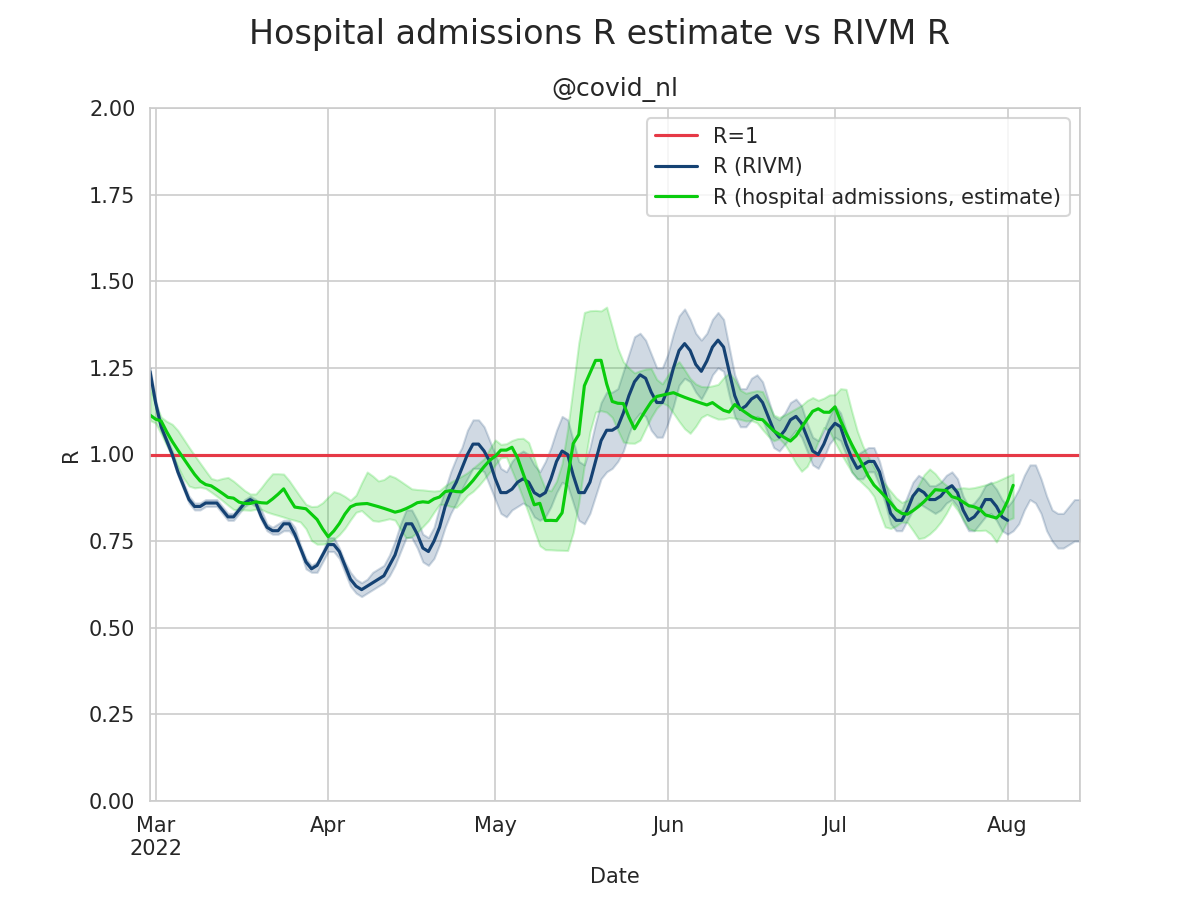 Hospital admissions R estimate vs RIVM R
@covid_nl
R=1
R (RIVM)
R (hospital admissions, estimate)
2.00
1.75
1.50
1.25
1.00
0.75
0.50
0.25
0.00
R
Mar Apr May Jun Jul Aug
2022
Date